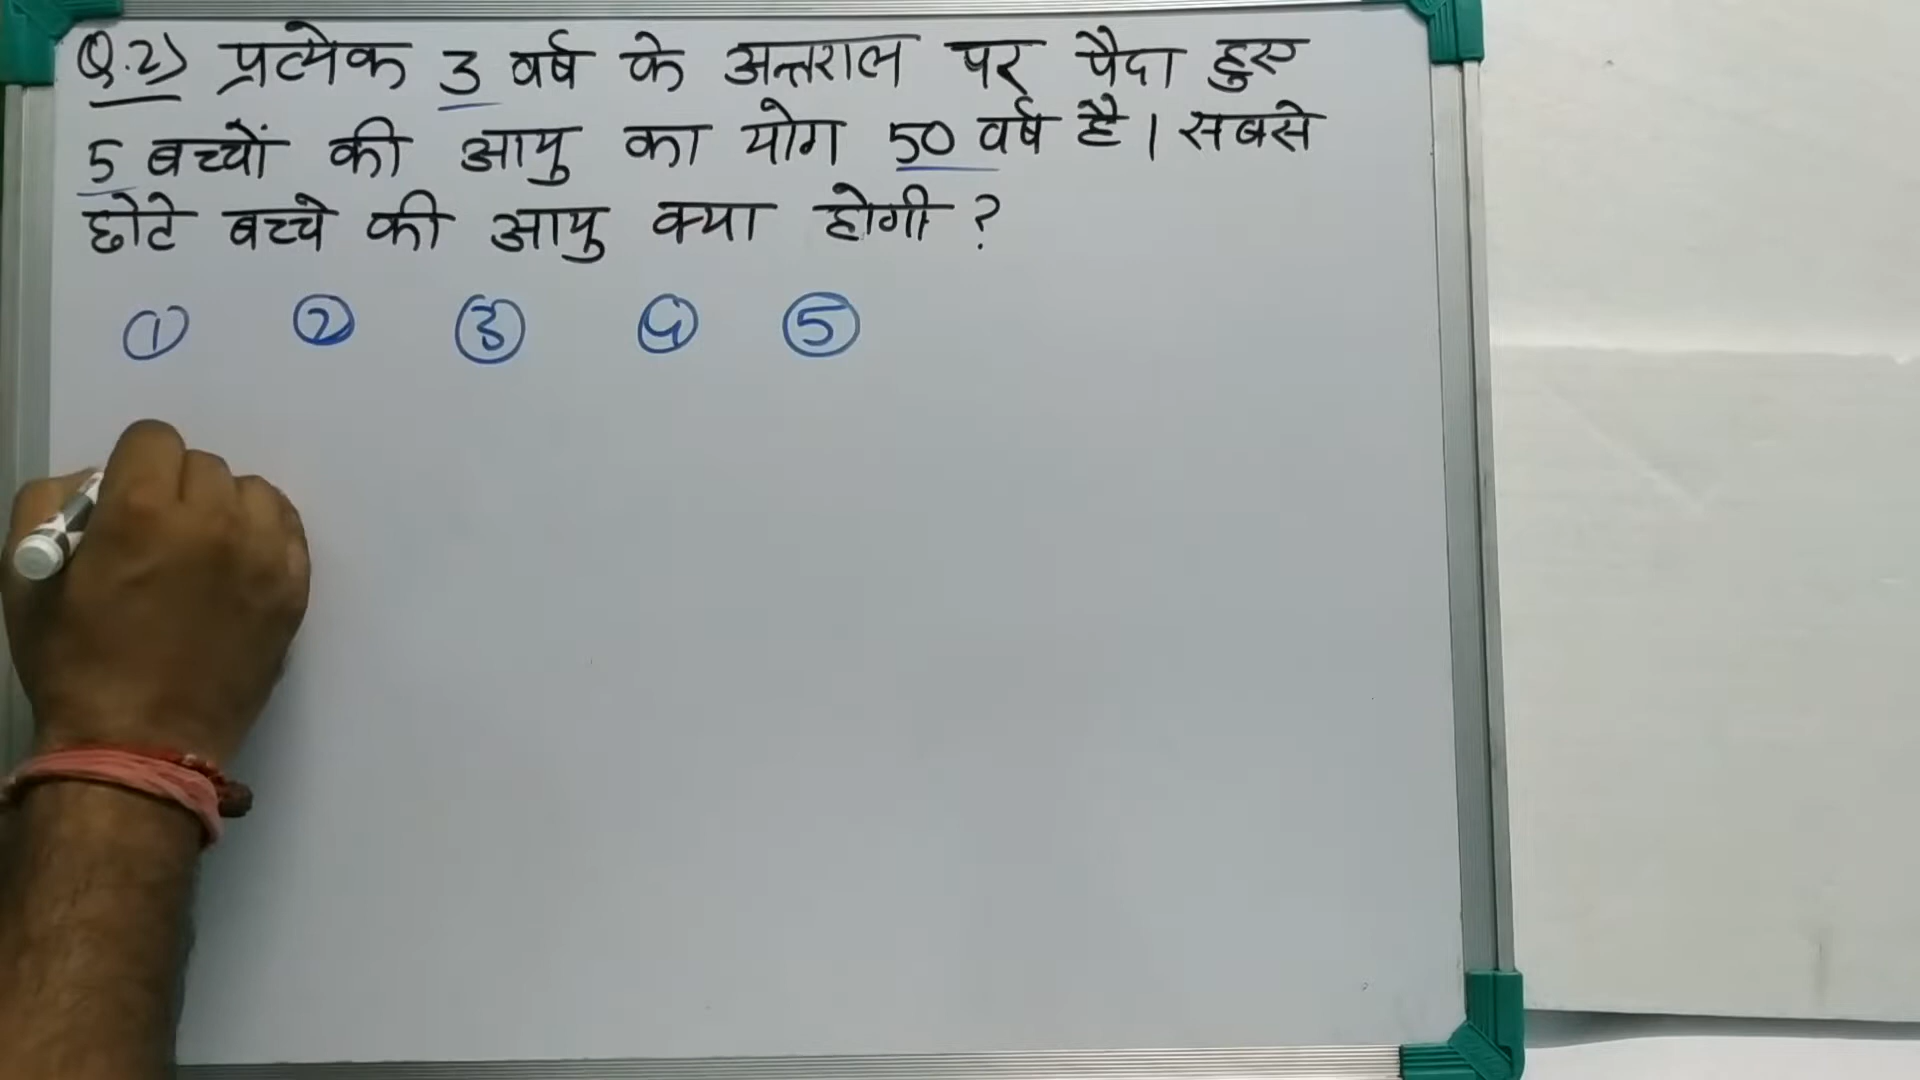 Q.2) प्रत्येक 3 वर्ष के अन्तराल पर पैदा हुए
5 बच्चों की आयु का योग 50 वर्ष है। सबसे
छोटे बच्चे की आयु क्या होगी ?
① ② ③ ④ ⑤